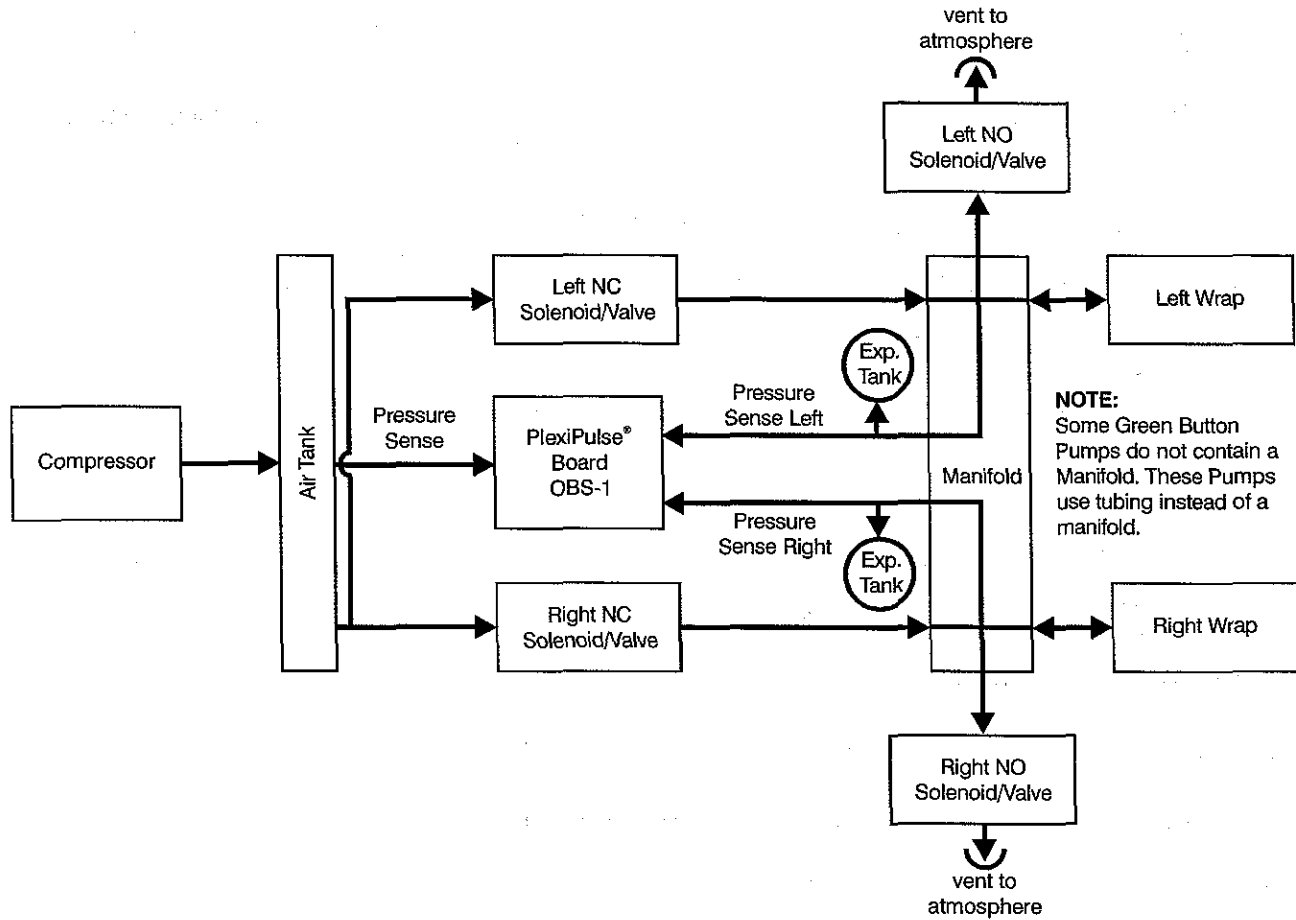 vent to
atmosphere
Left NO
Solenoid/Valve
Left NC
Solenoid/Valve
Left Wrap
Exp.
Tank
Pressure
Sense Left
Pressure
Sense
PlexiPulse®
Board
OBS-1
Compressor
Air Tank
Manifold
NOTE:
Some Green Button
Pumps do not contain a
Manifold. These Pumps
use tubing instead of a
manifold.
Pressure
Sense Right
Exp.
Tank
Right NC
Solenoid/Valve
Right Wrap
Right NO
Solenoid/Valve
vent to
atmosphere